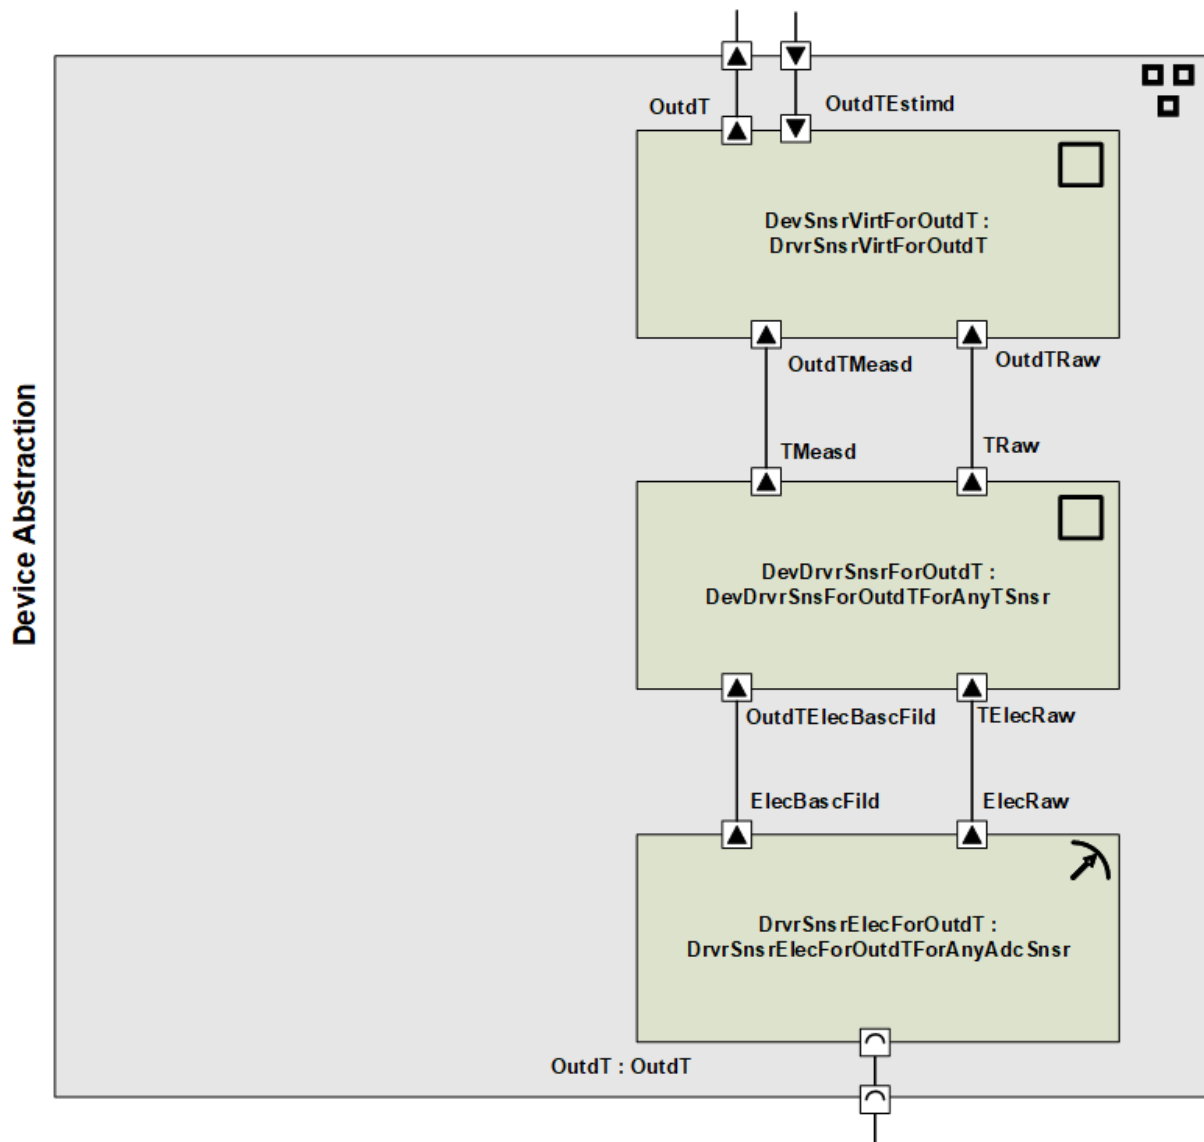 OutdT
OutdTEstimd
DevSnsrVirtForOutdT :
DrvrSnsrVirtForOutdT
OutdTMeasd
OutdTRaw
TMeasd
TRaw
Device Abstraction
DevDrvrSnsrForOutdT :
DevDrvrSnsForOutdTForAnyTSnsr
OutdTElecBascFild
TElecRaw
ElecBascFild
ElecRaw
DrvrSnsrElecForOutdT :
DrvrSnsrElecForOutdTForAnyAdcSnsr
OutdT : OutdT